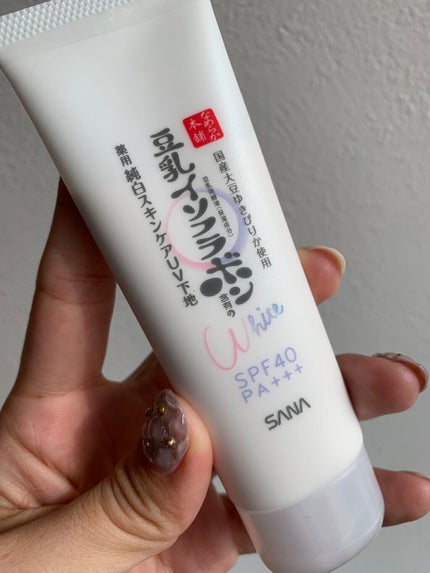 なめらか
本舗
国産大豆ゆきぴりか使用
豆乳イソフラボン
含有の
薬用 純白スキンケアUV下地
White
SPF40
PA+++
SANA